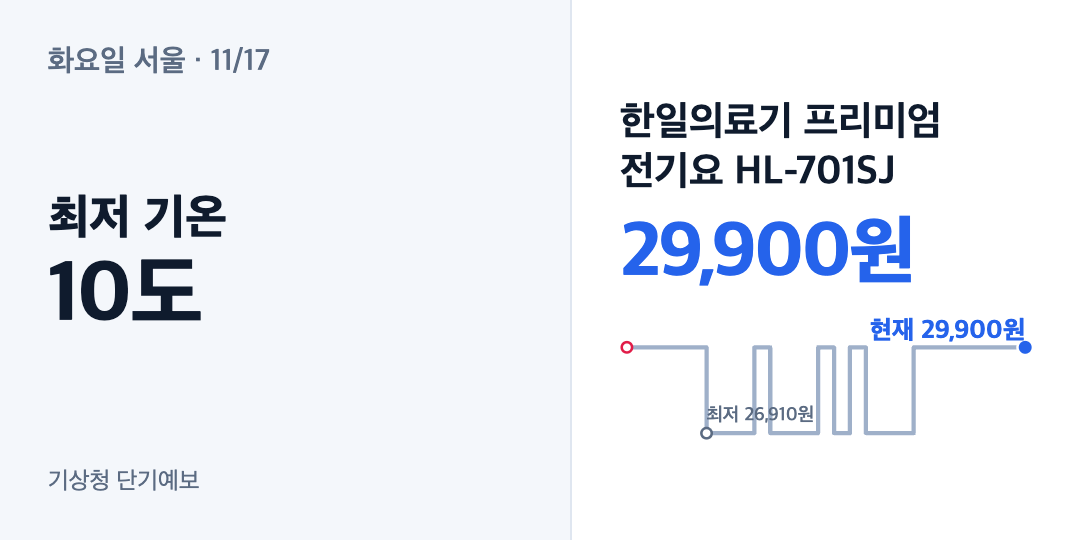 화요일 서울 · 11/17
최저 기온
10도
기상청 단기예보
한일의료기 프리미엄
전기요 HL-701SJ
29,900원
현재 29,900원
최저 26,910원